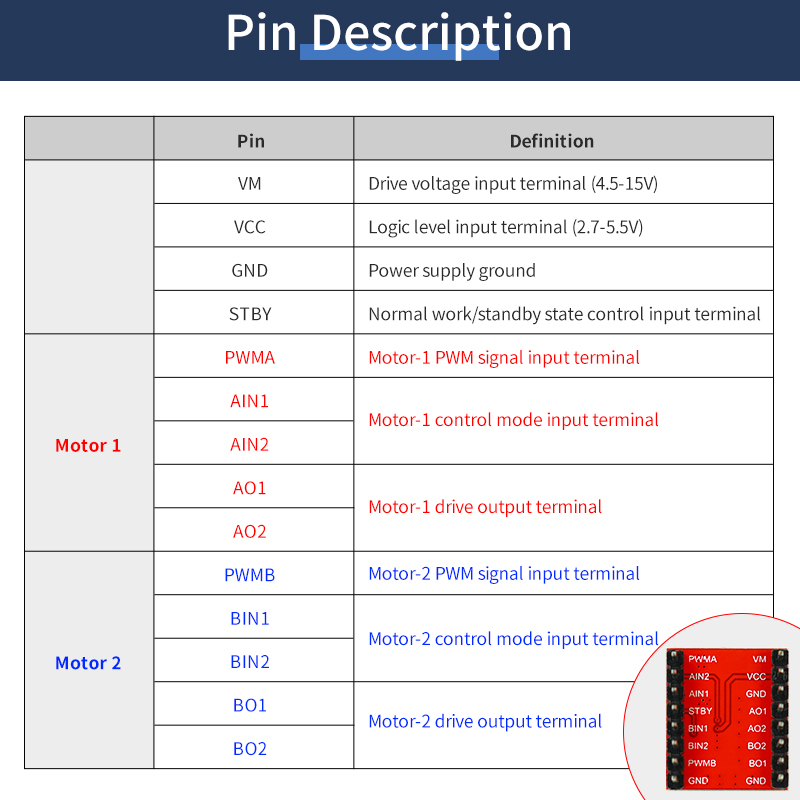 Pin Description
Pin Definition
VM Drive voltage input terminal (4.5-15V)
VCC Logic level input terminal (2.7-5.5V)
GND Power supply ground
STBY Normal work/standby state control input terminal
Motor 1
PWMA Motor-1 PWM signal input terminal
AIN1
AIN2
Motor-1 control mode input terminal
AO1
AO2
Motor-1 drive output terminal
Motor 2
PWMB Motor-2 PWM signal input terminal
BIN1
BIN2
Motor-2 control mode input terminal
BO1
BO2
Motor-2 drive output terminal
PWMA VM
AIN2 VCC
AIN1 GND
STBY AO1
BIN1 AO2
BIN2 BO2
PWMB BO1
GND GND